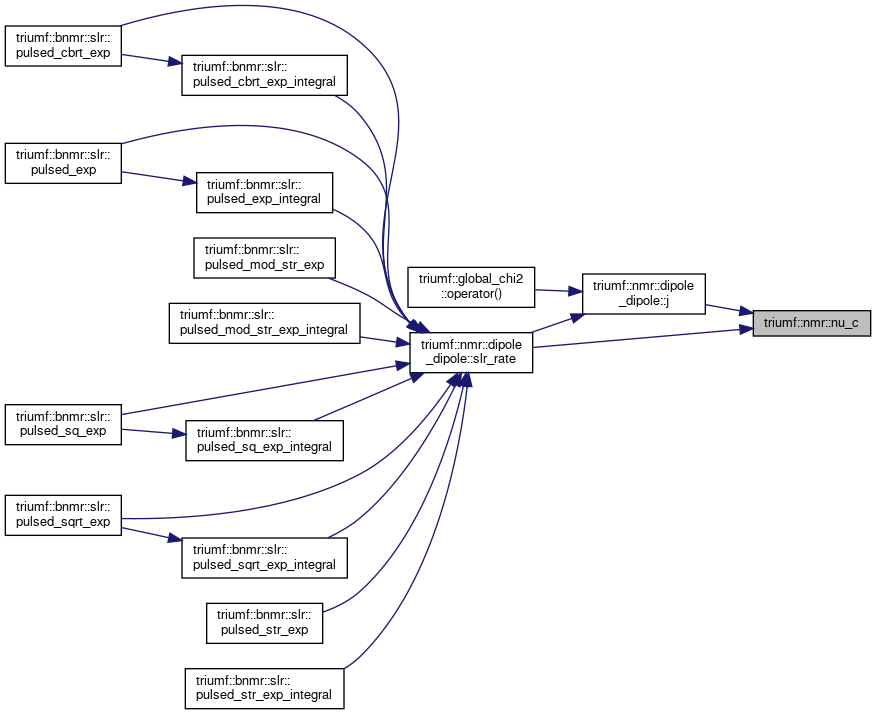 triumf::bnmr::slr::
pulsed_cbrt_exp
triumf::bnmr::slr::
pulsed_cbrt_exp_integral
triumf::bnmr::slr::
pulsed_exp
triumf::bnmr::slr::
pulsed_exp_integral
triumf::bnmr::slr::
pulsed_mod_str_exp
triumf::global_chi2
::operator()
triumf::nmr::dipole
_dipole::j
triumf::nmr::nu_c
triumf::bnmr::slr::
pulsed_mod_str_exp_integral
triumf::nmr::dipole
_dipole::slr_rate
triumf::bnmr::slr::
pulsed_sq_exp
triumf::bnmr::slr::
pulsed_sq_exp_integral
triumf::bnmr::slr::
pulsed_sqrt_exp
triumf::bnmr::slr::
pulsed_sqrt_exp_integral
triumf::bnmr::slr::
pulsed_str_exp
triumf::bnmr::slr::
pulsed_str_exp_integral